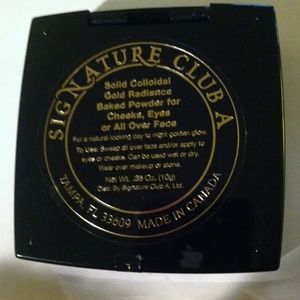 SIGNATURE CLUB A
Solid Colloidal
Gold Radiance
Baked Powder for
Cheeks, Eyes
or All Over Face
For a natural looking day to night golden glow.
To Use: Sweep all over face and/or apply to
eyes or cheeks. Can be used wet or dry.
Wear over makeup or alone.
Net Wt. .35 Oz. (10g)
Distr. By Signature Club A, Ltd.
TAMPA, FL 33609 MADE IN CANADA